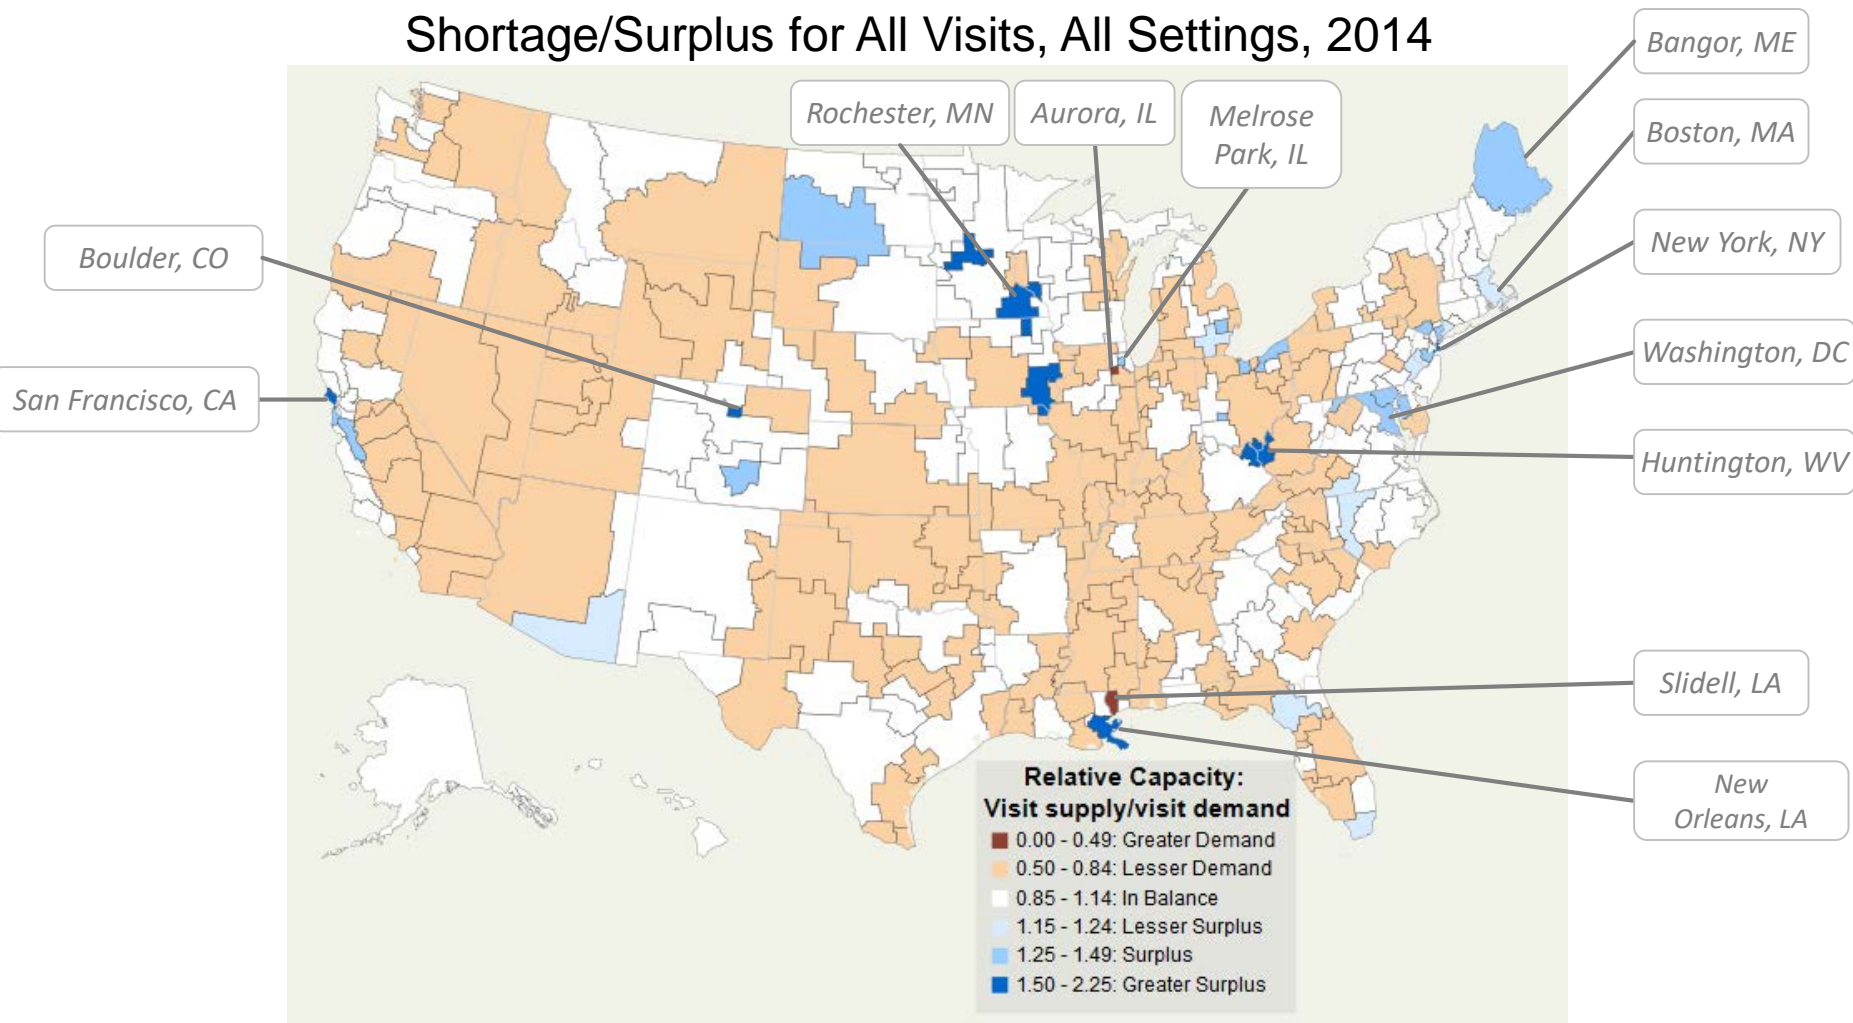 Shortage/Surplus for All Visits, All Settings, 2014
Bangor, ME
Rochester, MN
Aurora, IL
Melrose
Park, IL
Boston, MA
New York, NY
Boulder, CO
Washington, DC
San Francisco, CA
Huntington, WV
Slidell, LA
New
Orleans, LA
Relative Capacity:
Visit supply/visit demand
0.00 - 0.49: Greater Demand
0.50 - 0.84: Lesser Demand
0.85 - 1.14: In Balance
1.15 - 1.24: Lesser Surplus
1.25 - 1.49: Surplus
1.50 - 2.25: Greater Surplus